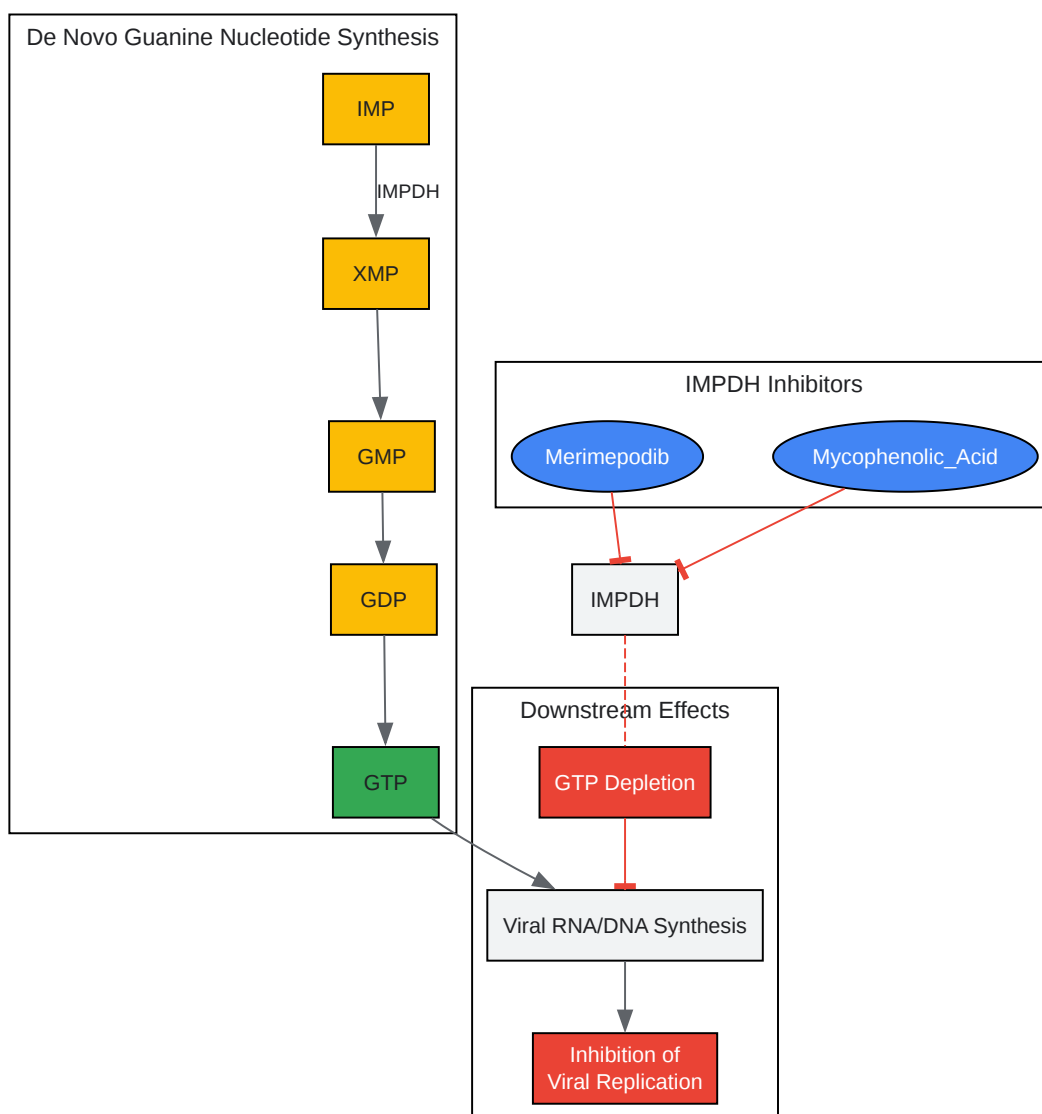 De Novo Guanine Nucleotide Synthesis
IMP
IMPDH
XMP
GMP
GDP
GTP
IMPDH Inhibitors
Merimepodib
Mycophenolic_Acid
IMPDH
Downstream Effects
GTP Depletion
Viral RNA/DNA Synthesis
Inhibition of
Viral Replication